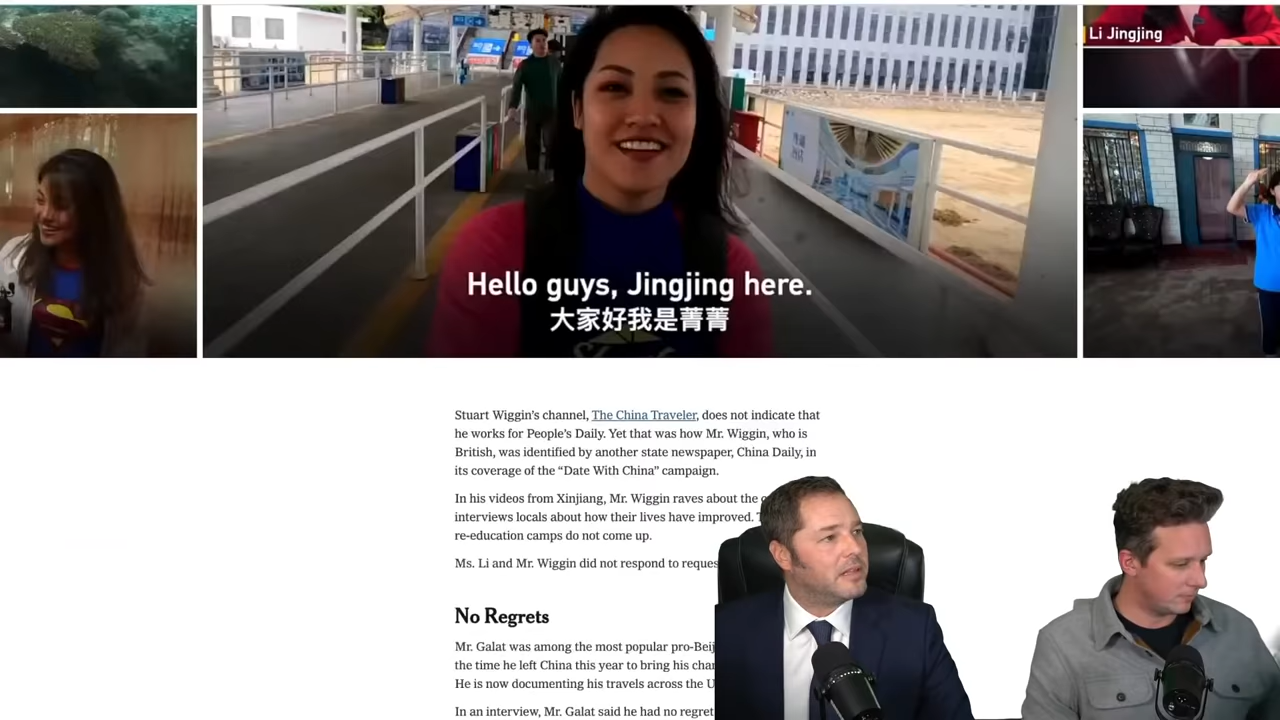 Li Jingjing
Hello guys, Jingjing here.
大家好我是菁菁
Stuart Wiggin’s channel, The China Traveler, does not indicate that
he works for People’s Daily. Yet that was how Mr. Wiggin, who is
British, was identified by another state newspaper, China Daily, in
its coverage of the “Date With China” campaign.
In his videos from Xinjiang, Mr. Wiggin raves about the
interviews locals about how their lives have improved.
re-education camps do not come up.
Ms. Li and Mr. Wiggin did not respond to
No Regrets
Mr. Galat was among the most popular
the time he left China this year to bring his
He is now documenting his travels across the
In an interview, Mr. Galat said he had no